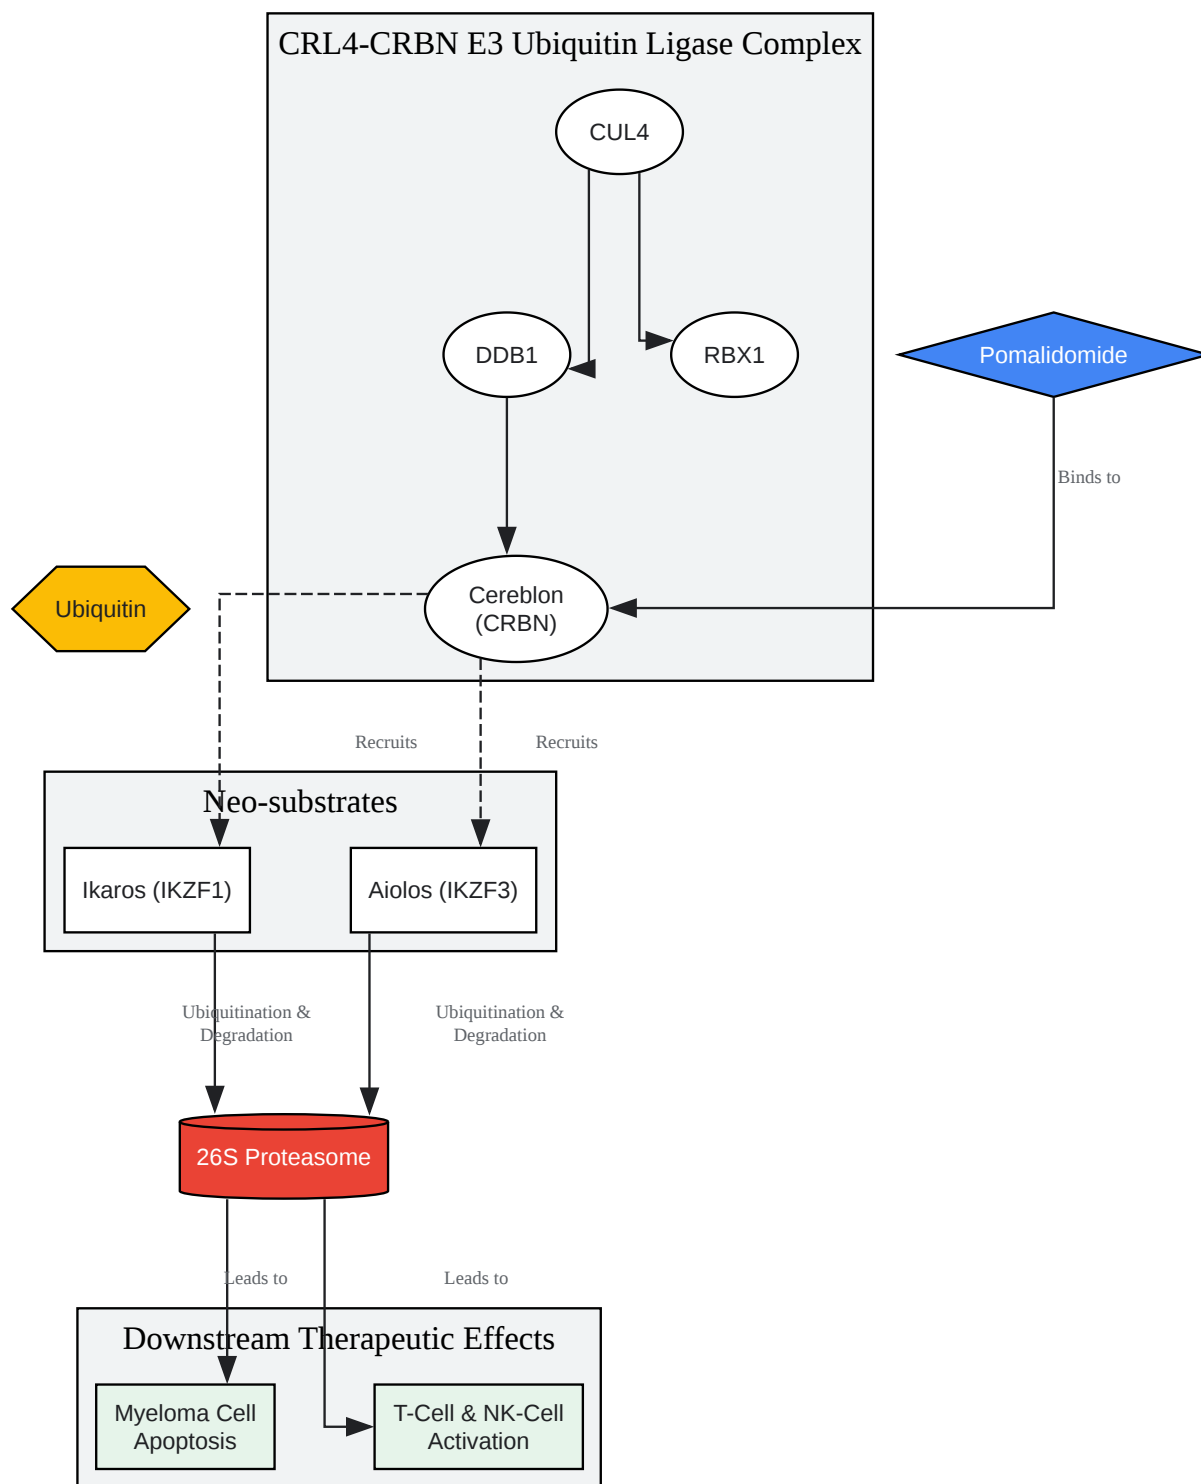 CRL4-CRBN E3 Ubiquitin Ligase Complex
CUL4
DDB1
RBX1
Pomalidomide
Binds to
Ubiquitin
Cereblon
(CRBN)
Recruits
Recruits
Neo-substrates
Ikaros (IKZF1)
Aiolos (IKZF3)
Ubiquitination &
Degradation
Ubiquitination &
Degradation
26S Proteasome
Leads to
Leads to
Downstream Therapeutic Effects
Myeloma Cell
Apoptosis
T-Cell & NK-Cell
Activation